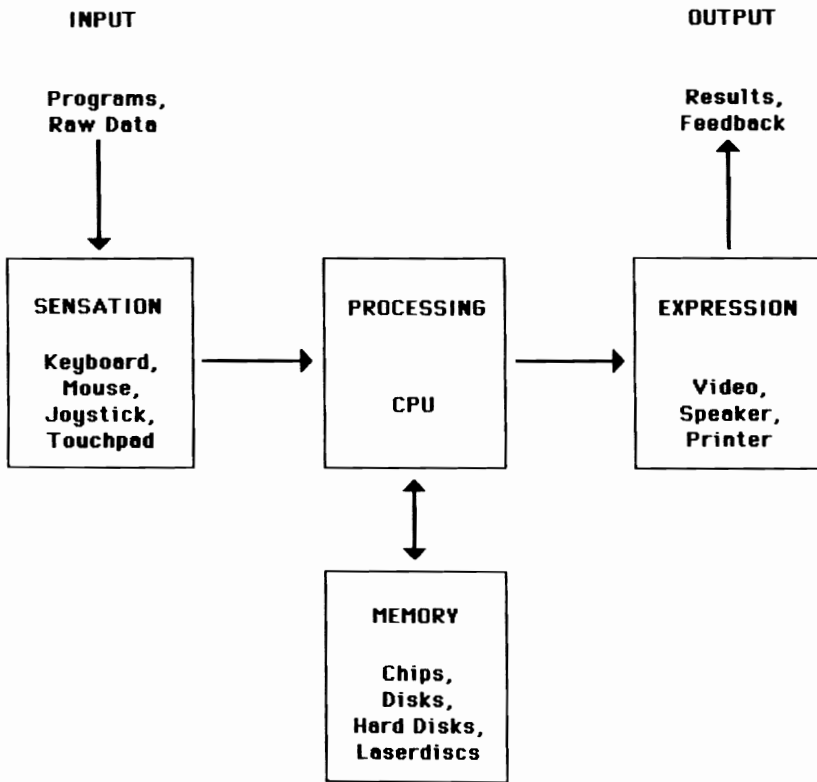 INPUT
Programs,
Raw Data
SENSATION
Keyboard,
Mouse,
Joystick,
Touchpad
PROCESSING
CPU
MEMORY
Chips,
Disks,
Hard Disks,
Laserdiscs
OUTPUT
Results,
Feedback
EXPRESSION
Video,
Speaker,
Printer